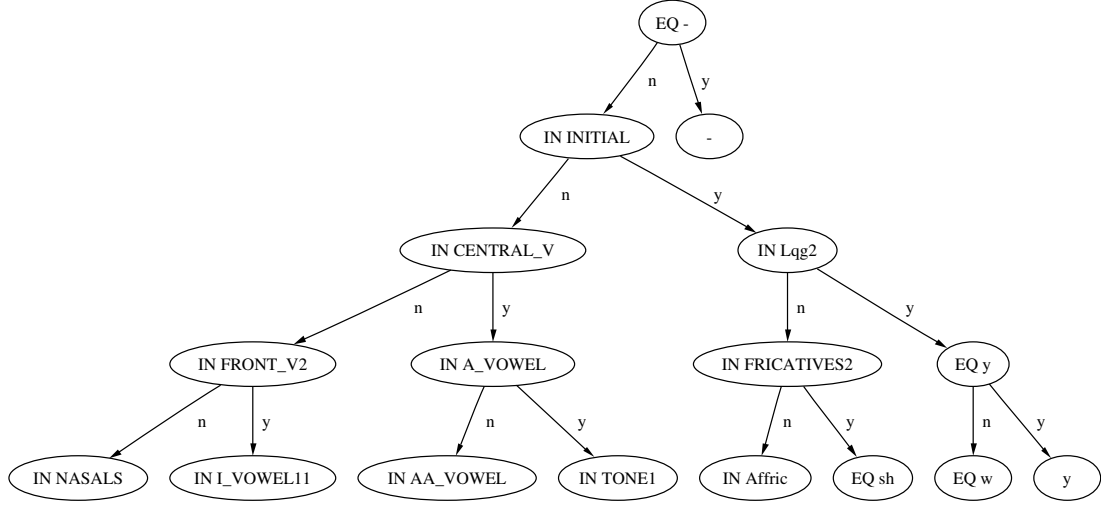 EQ -
n
y
IN INITIAL
-
n
y
IN CENTRAL_V
IN Lqg2
n
y
n
y
IN FRONT_V2
IN A_VOWEL
IN FRICATIVES2
EQ y
n
y
n
y
n
y
n
y
IN NASALS
IN I_VOWEL11
IN AA_VOWEL
IN TONE1
IN Affric
EQ sh
EQ w
y